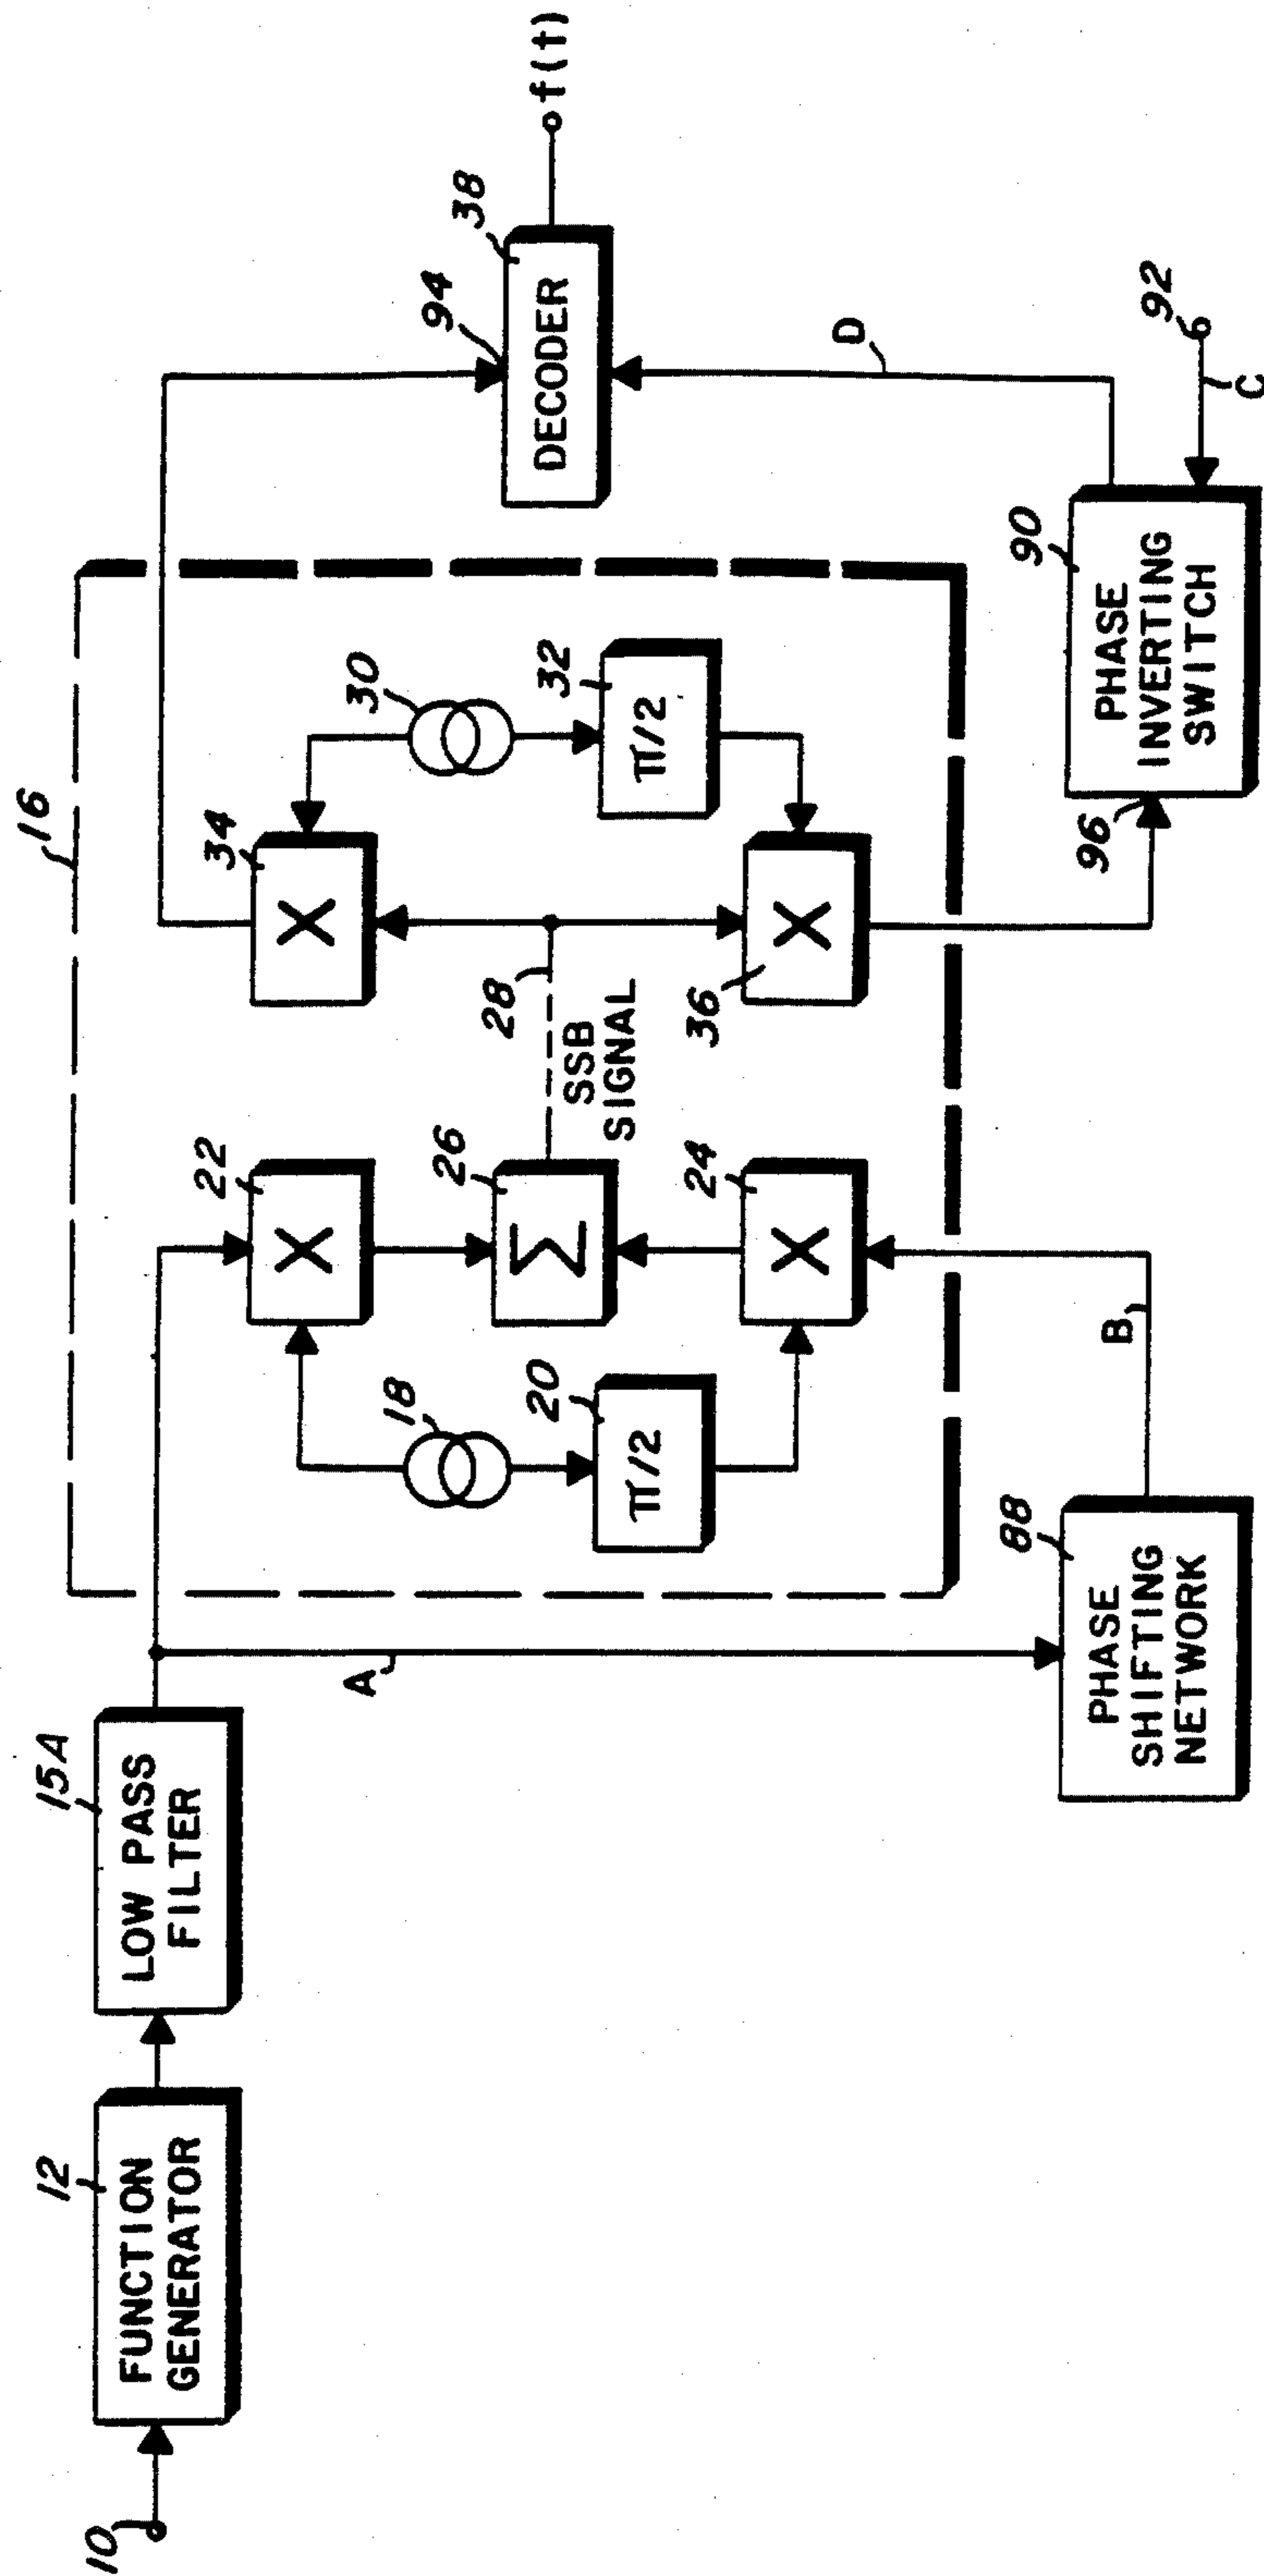 10
12
FUNCTION
GENERATOR
15A
LOW PASS
FILTER
A
88
PHASE
SHIFTING
NETWORK
B
16
18
20
π/2
22
X
26
Σ
24
X
SSB
SIGNAL
28
34
X
36
X
30
32
π/2
94
38
DECODER
f(t)
D
96
90
PHASE
INVERTING
SWITCH
92
C